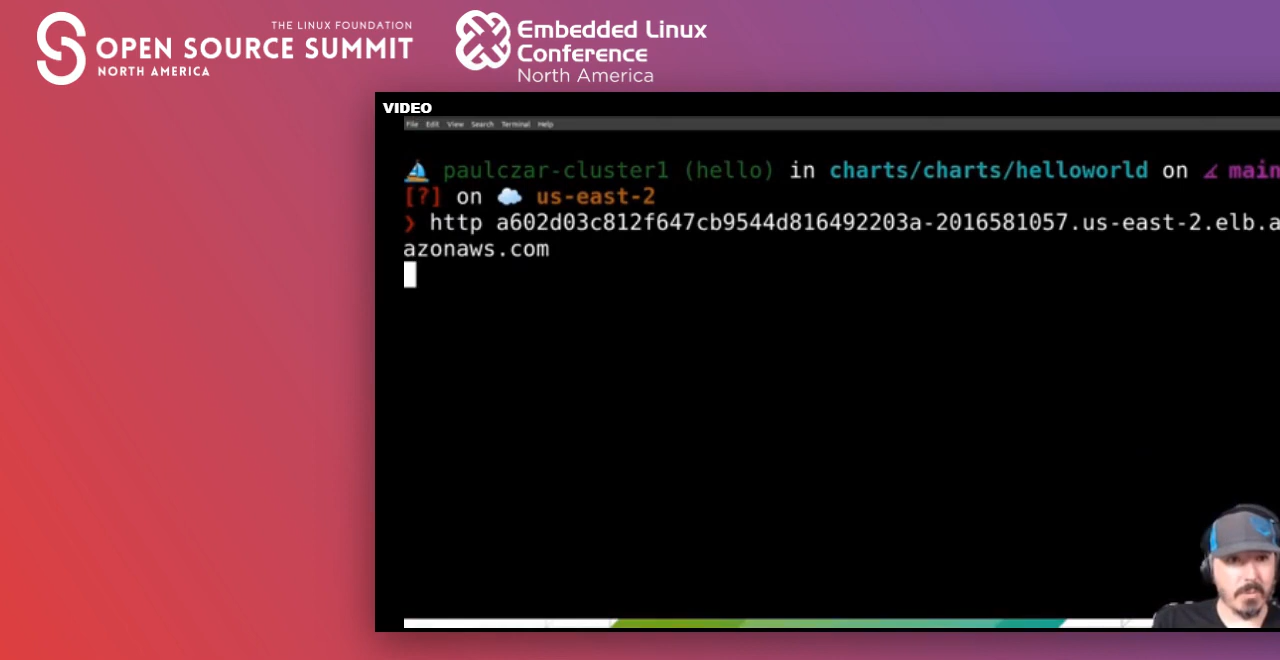 THE LINUX FOUNDATION
OPEN SOURCE SUMMIT
NORTH AMERICA
Embedded Linux
Conference
North America
VIDEO
File Edit View Search Terminal Help
paulczar-cluster1 (hello) in charts/charts/helloworld on main
[?] on us-east-2
❯ http a602d03c812f647cb9544d816492203a-2016581057.us-east-2.elb.a
azonaws.com